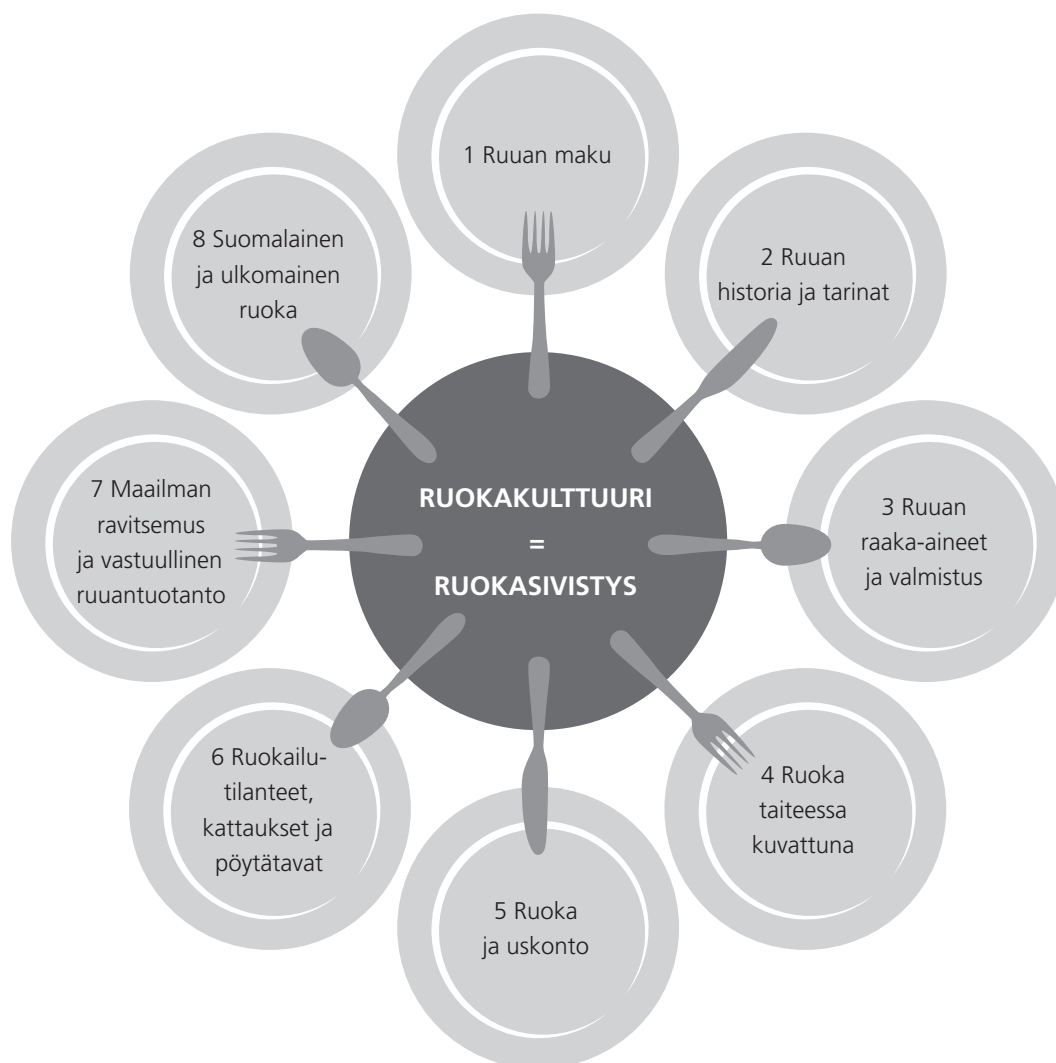 1 Ruuan maku
2 Ruuan
historia ja tarinat
3 Ruuan
raaka-aineet
ja valmistus
4 Ruoka
taiteessa
kuvattuna
5 Ruoka
ja uskonto
6 Ruokailu-
tilanteet,
kattaukset ja
pöytätavat
7 Maailman
ravitsemus
ja vastuullinen
ruuantuotanto
8 Suomalainen
ja ulkomainen
ruoka
RUOKAKULTTUURI
=
RUOKASIVISTYS